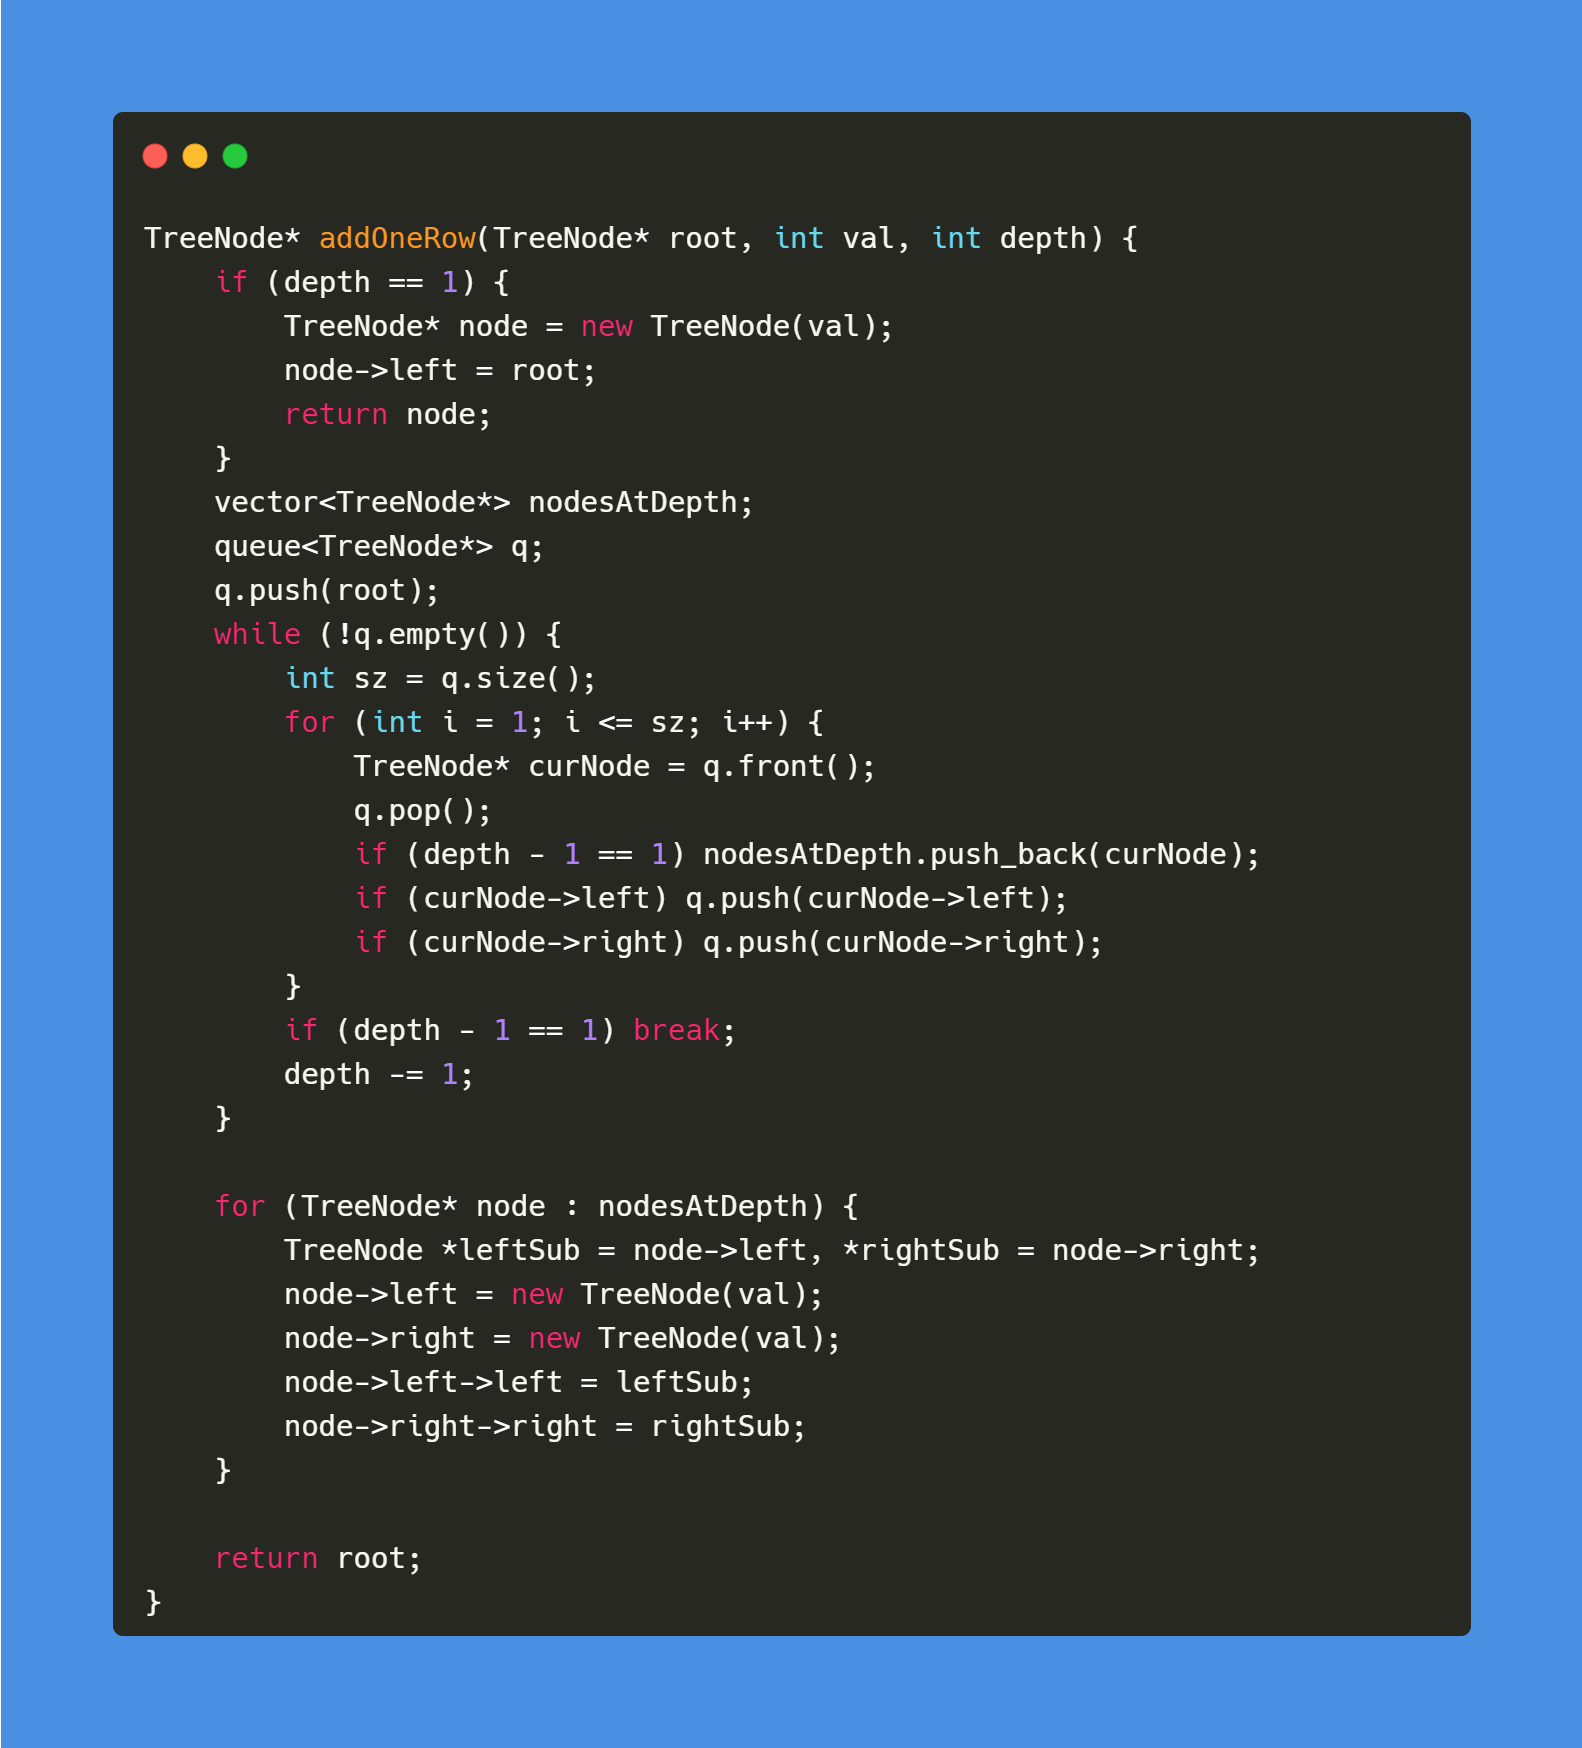 TreeNode* addOneRow(TreeNode* root, int val, int depth) {
    if (depth == 1) {
        TreeNode* node = new TreeNode(val);
        node->left = root;
        return node;
    }
    vector<TreeNode*> nodesAtDepth;
    queue<TreeNode*> q;
    q.push(root);
    while (!q.empty()) {
        int sz = q.size();
        for (int i = 1; i <= sz; i++) {
            TreeNode* curNode = q.front();
            q.pop();
            if (depth - 1 == 1) nodesAtDepth.push_back(curNode);
            if (curNode->left) q.push(curNode->left);
            if (curNode->right) q.push(curNode->right);
        }
        if (depth - 1 == 1) break;
        depth -= 1;
    }

    for (TreeNode* node : nodesAtDepth) {
        TreeNode *leftSub = node->left, *rightSub = node->right;
        node->left = new TreeNode(val);
        node->right = new TreeNode(val);
        node->left->left = leftSub;
        node->right->right = rightSub;
    }

    return root;
}